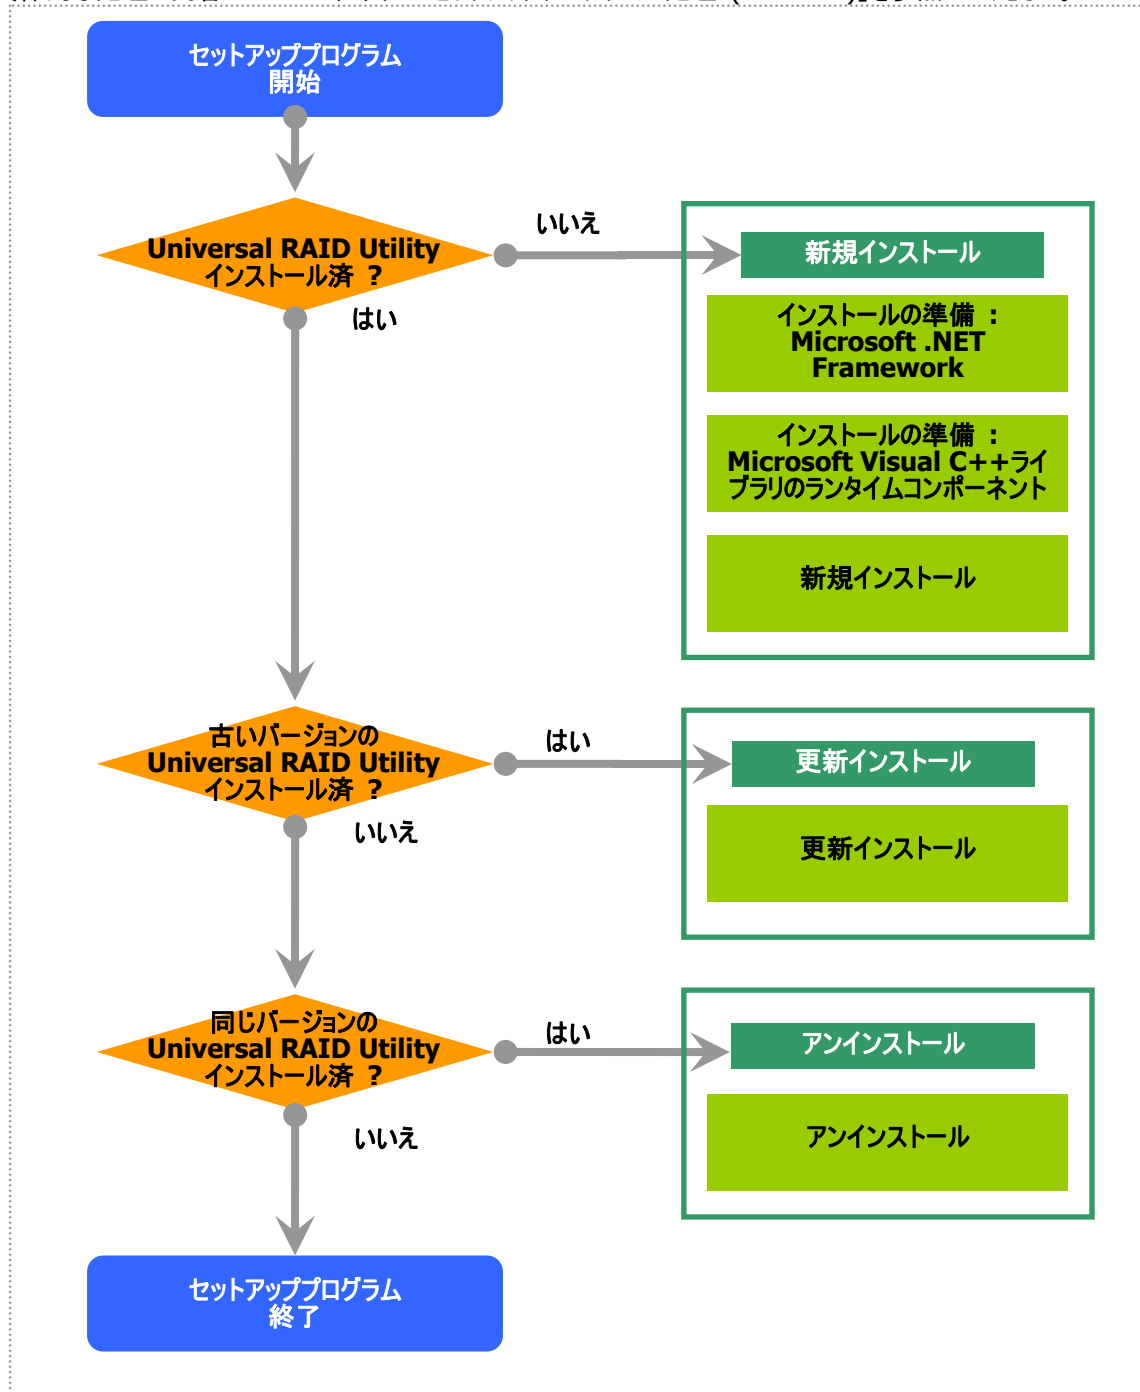 セットアッププログラム
開始
Universal RAID Utility
インストール済 ?
いいえ
はい
新規インストール
インストールの準備 :
Microsoft .NET
Framework
インストールの準備 :
Microsoft Visual C++ライ
ブラリのランタイムコンポーネント
新規インストール
古いバージョンの
Universal RAID Utility
インストール済 ?
はい
いいえ
更新インストール
更新インストール
同じバージョンの
Universal RAID Utility
インストール済 ?
はい
いいえ
アンインストール
アンインストール
セットアッププログラム
終了